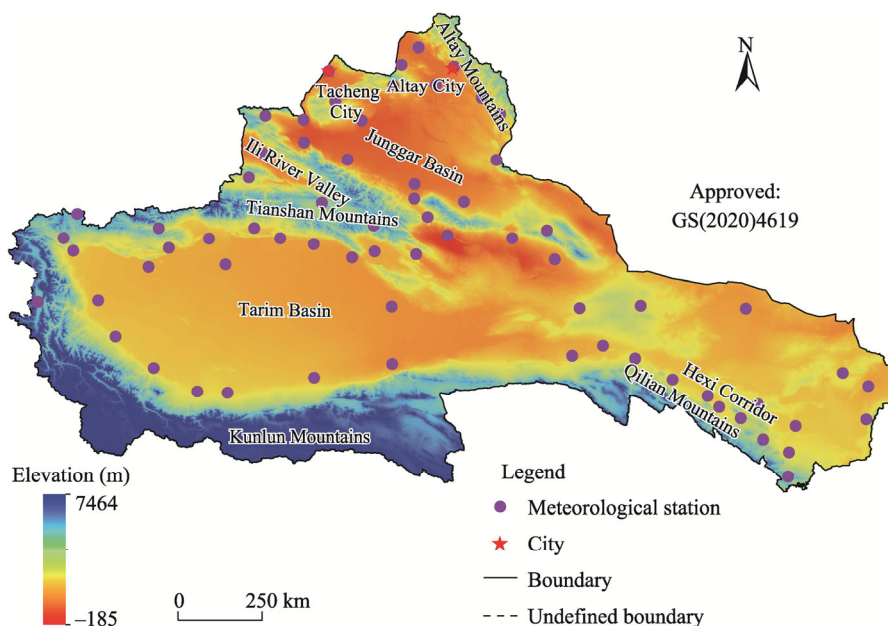 N
Altay Mountains
Altay City
Tacheng
City
Junggar Basin
Ili River Valley
Tianshan Mountains
Approved:
GS(2020)4619
Tarim Basin
Hexi Corridor
Qilian Mountains
Kunlun Mountains
Elevation (m)
7464
–185
0 250 km
Legend
Meteorological station
City
Boundary
Undefined boundary